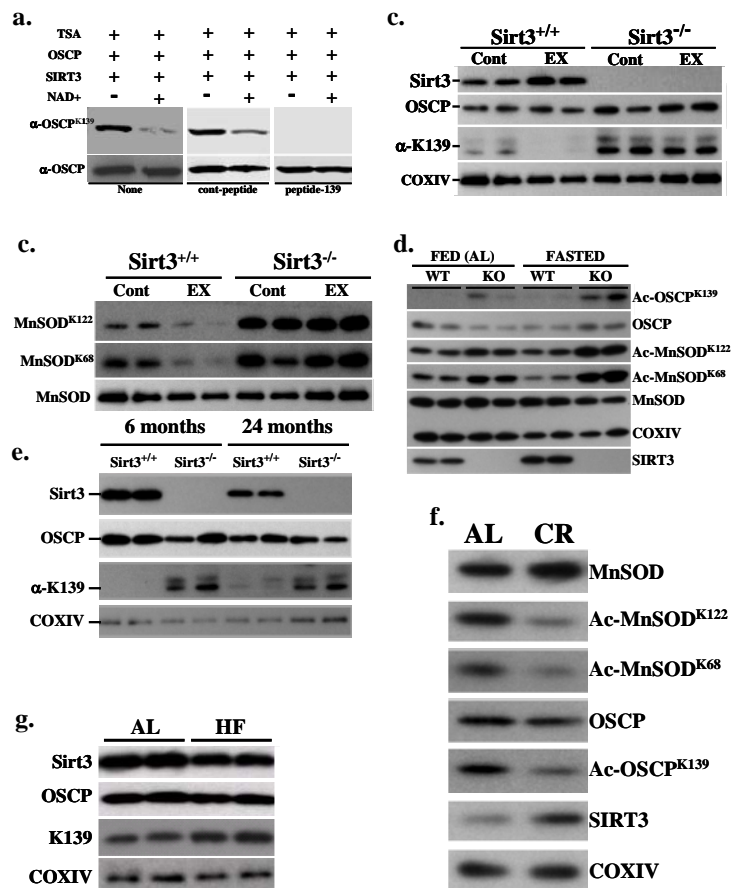 a.
TSA + + + + + +
OSCP + + + + + +
SIRT3 + + + + + +
NAD+ - + - + - +
α-OSCPK139
α-OSCP
None cont-peptide peptide-139
c.
Sirt3+/+ Sirt3-/-
Cont EX Cont EX
Sirt3
OSCP
α-K139
COXIV
c.
Sirt3+/+ Sirt3-/-
Cont EX Cont EX
MnSODK122
MnSODK68
MnSOD
d.
FED (AL) FASTED
WT KO WT KO
Ac-OSCPK139
OSCP
Ac-MnSODK122
Ac-MnSODK68
MnSOD
COXIV
SIRT3
e.
6 months 24 months
Sirt3+/+ Sirt3-/- Sirt3+/+ Sirt3-/-
Sirt3
OSCP
α-K139
COXIV
f.
AL CR
MnSOD
Ac-MnSODK122
Ac-MnSODK68
OSCP
Ac-OSCPK139
SIRT3
COXIV
g.
AL HF
Sirt3
OSCP
K139
COXIV